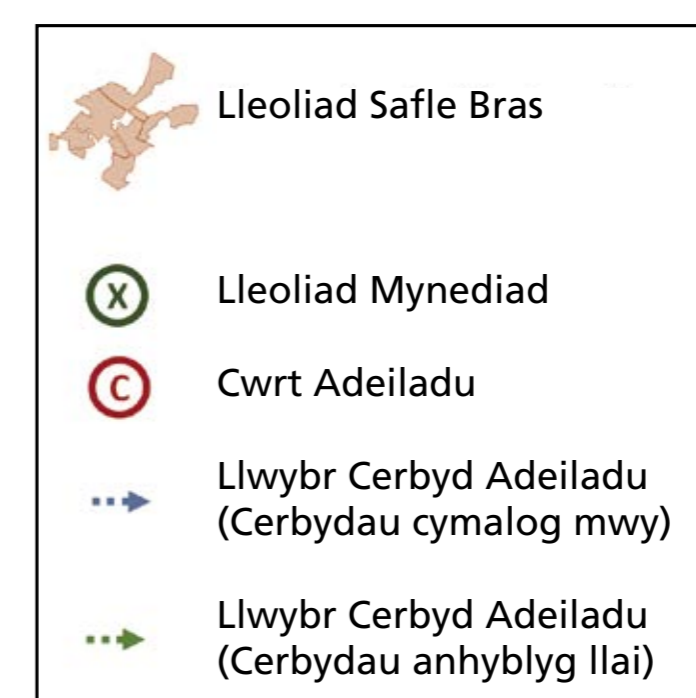 Lleoliad Safle Bras
X Lleoliad Mynediad
C Cwrt Adeiladu
Llwybr Cerbyd Adeiladu
(Cerbydau cymalog mwy)
Llwybr Cerbyd Adeiladu
(Cerbydau anhyblyg llai)